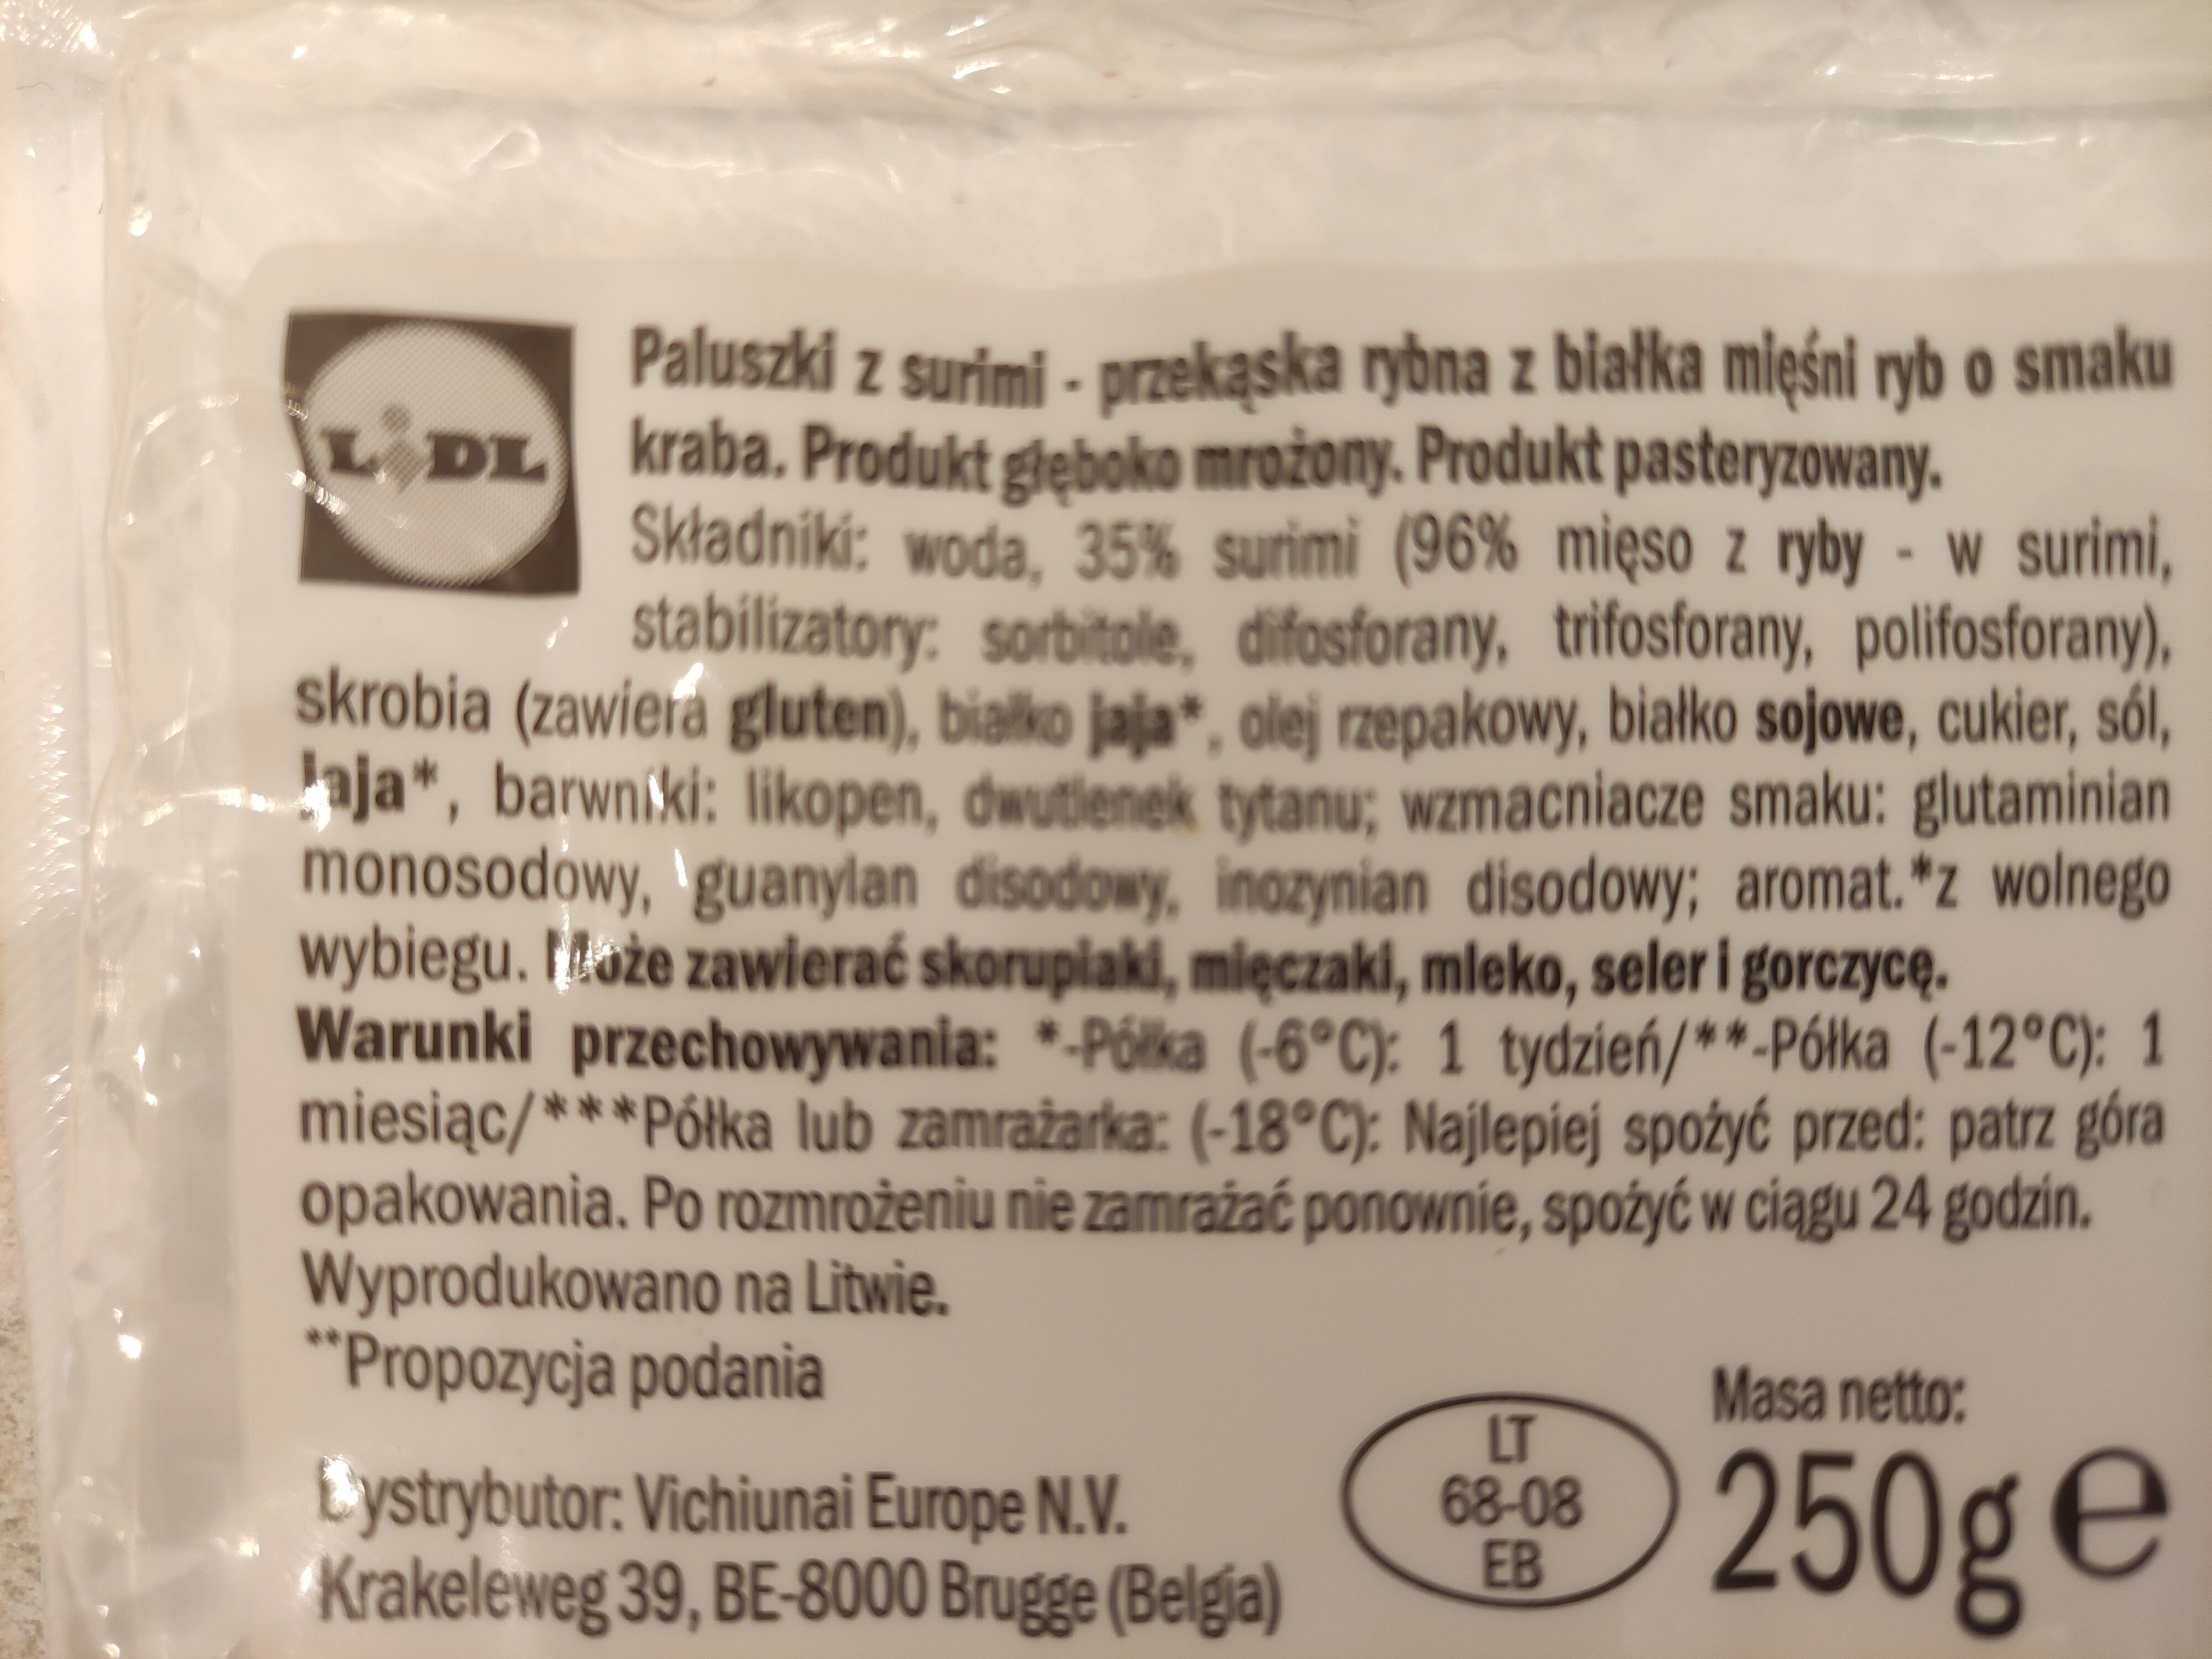 LIDL
Paluszki z surimi - przekąska rybna z białka mięśni ryb o smaku
kraba. Produkt głęboko mrożony. Produkt pasteryzowany.
Składniki: woda, 35% surimi (96% mięso z ryby - w surimi,
stabilizatory: sorbitole, difosforany, trifosforany, polifosforany),
skrobia (zawiera gluten), białko jaja*, olej rzepakowy, białko sojowe, cukier, sól,
jaja*, barwniki: likopen, dwutlenek tytanu; wzmacniacze smaku: glutaminian
monosodowy, guanylan disodowy, inozynian disodowy; aromat.*z wolnego
wybiegu. Może zawierać skorupiaki, mięczaki, mleko, seler i gorczycę.
Warunki przechowywania: *-Półka (-6°C): 1 tydzień/**-Półka (-12°C): 1
miesiąc/***Półka lub zamrażarka: (-18°C): Najlepiej spożyć przed: patrz góra
opakowania. Po rozmrożeniu nie zamrażać ponownie, spożyć w ciągu 24 godzin.
Wyprodukowano na Litwie.
**Propozycja podania
Dystrybutor: Vichiunai Europe N.V.
Krakeleweg 39, BE-8000 Brugge (Belgia)
LT
68-08
EB
Masa netto:
250g e